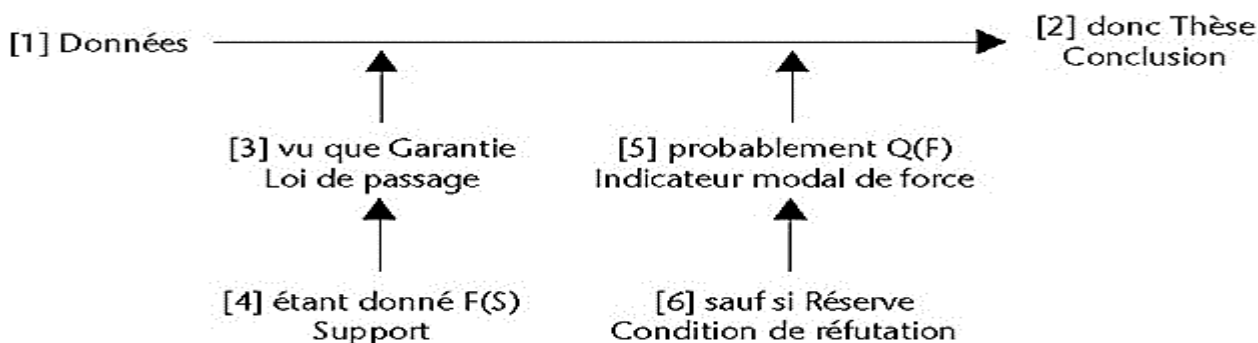 [1] Données
[2] donc Thèse
Conclusion
[3] vu que Garantie
Loi de passage
[5] probablement Q(F)
Indicateur modal de force
[4] étant donné F(S)
Support
[6] sauf si Réserve
Condition de réfutation